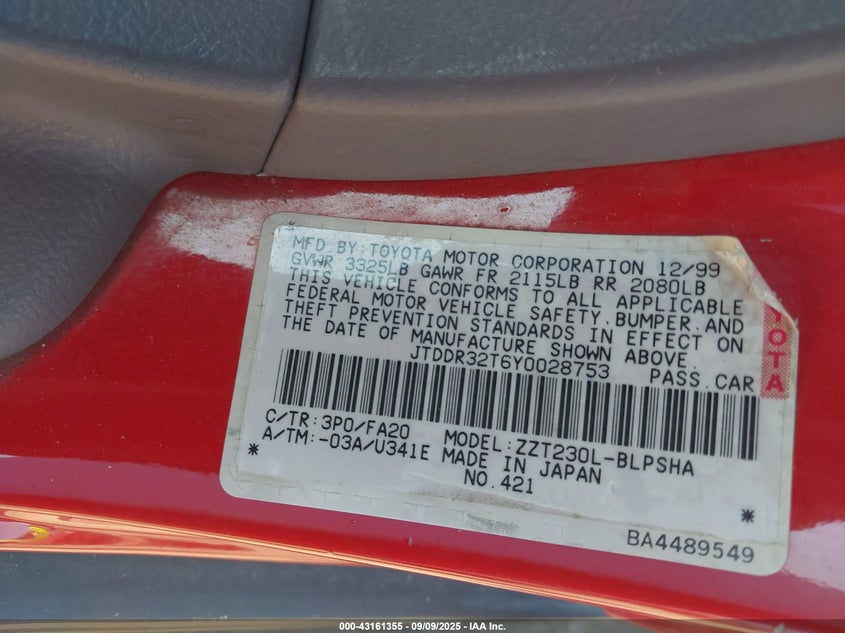 * MFD BY: TOYOTA MOTOR CORPORATION 12/99
GVWR 3325LB GAWR FR 2115LB RR 2080LB
THIS VEHICLE CONFORMS TO ALL APPLICABLE
FEDERAL MOTOR VEHICLE SAFETY, BUMPER, AND
THEFT PREVENTION STANDARDS IN EFFECT ON
THE DATE OF MANUFACTURE SHOWN ABOVE.
JTDDR32T6Y0028753 PASS. CAR
C/TR: 3P0/FA20 MODEL: ZZT230L-BLPSHA
A/TM: -03A/U341E MADE IN JAPAN
* NO. 421 *
BA4489549
000-43161355 - 09/09/2025 - IAA Inc.